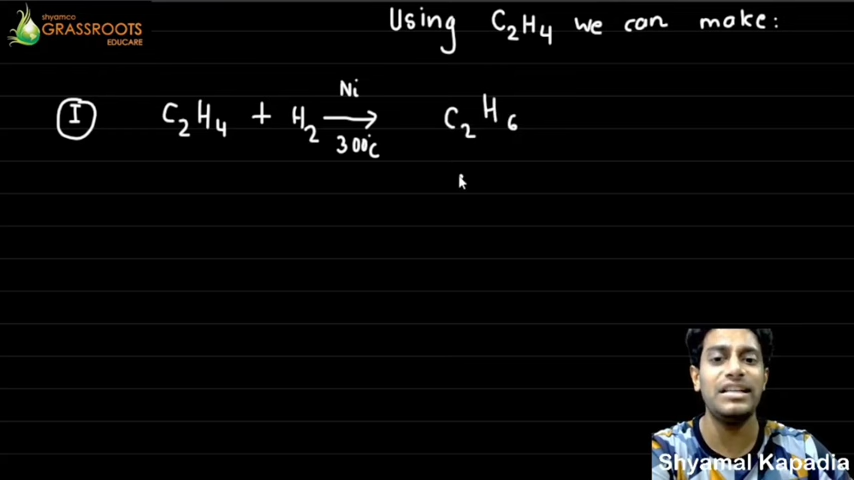 shyamco
GRASSROOTS
EDUCARE
Using C₂H₄ we can make:
I C₂H₄ + H₂ Ni → 300°C C₂H₆
Shyamal Kapadia